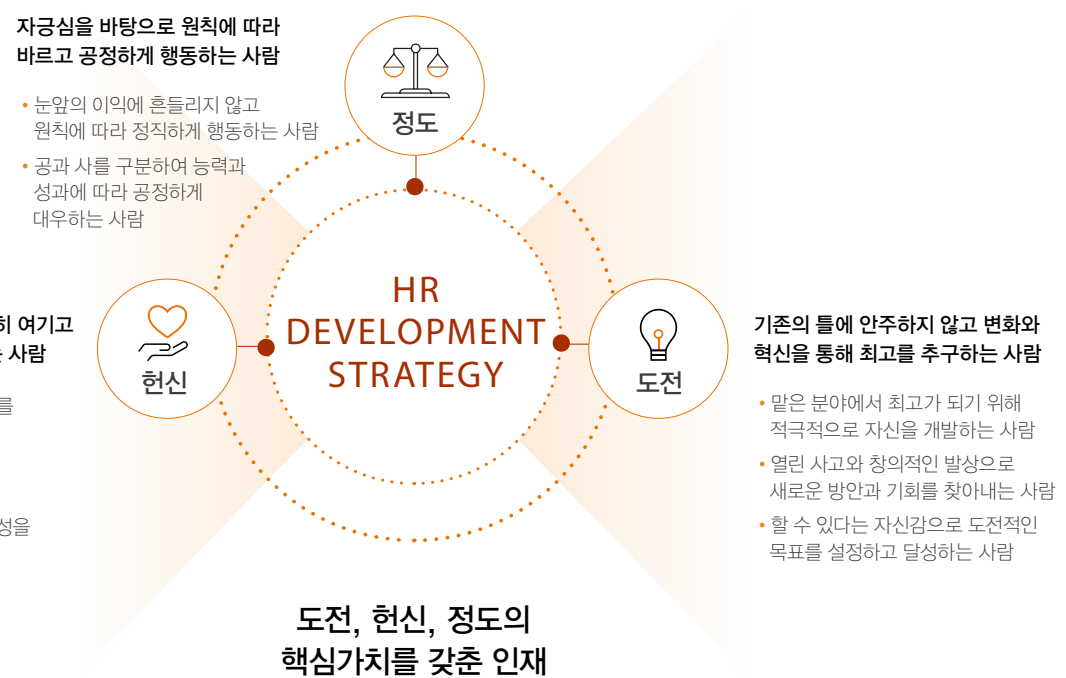 자긍심을 바탕으로 원칙에 따라
바르고 공정하게 행동하는 사람
• 눈앞의 이익에 흔들리지 않고
원칙에 따라 정직하게 행동하는 사람
• 공과 사를 구분하여 능력과
성과에 따라 공정하게
대우하는 사람
정도
HR
DEVELOPMENT
STRATEGY
여기고
사람
를
성을
헌신
도전
기존의 틀에 안주하지 않고 변화와
혁신을 통해 최고를 추구하는 사람
• 맡은 분야에서 최고가 되기 위해
적극적으로 자신을 개발하는 사람
• 열린 사고와 창의적인 발상으로
새로운 방안과 기회를 찾아내는 사람
• 할 수 있다는 자신감으로 도전적인
목표를 설정하고 달성하는 사람
도전, 헌신, 정도의
핵심가치를 갖춘 인재